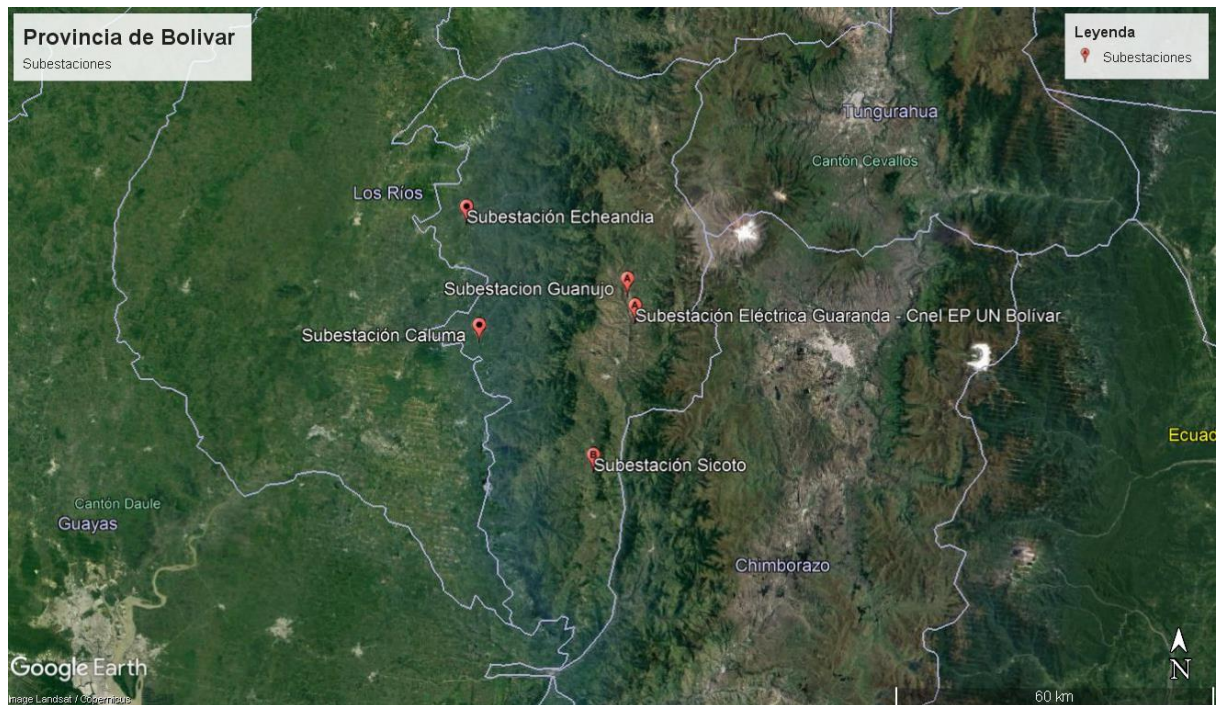 Provincia de Bolivar
Subestaciones
Leyenda
A Subestaciones
Tungurahua
Cantón Cevallos
Los Ríos
Subestación Echeandia
A
Subestacion Guanujo
A
Subestación Eléctrica Guaranda - Cnel EP UN Bolívar
Subestación Caluma
Ecuad
B
Subestación Sicoto
Cantón Daule
Guayas
Chimborazo
N
Google Earth
Image Landsat / Copernicus
60 km